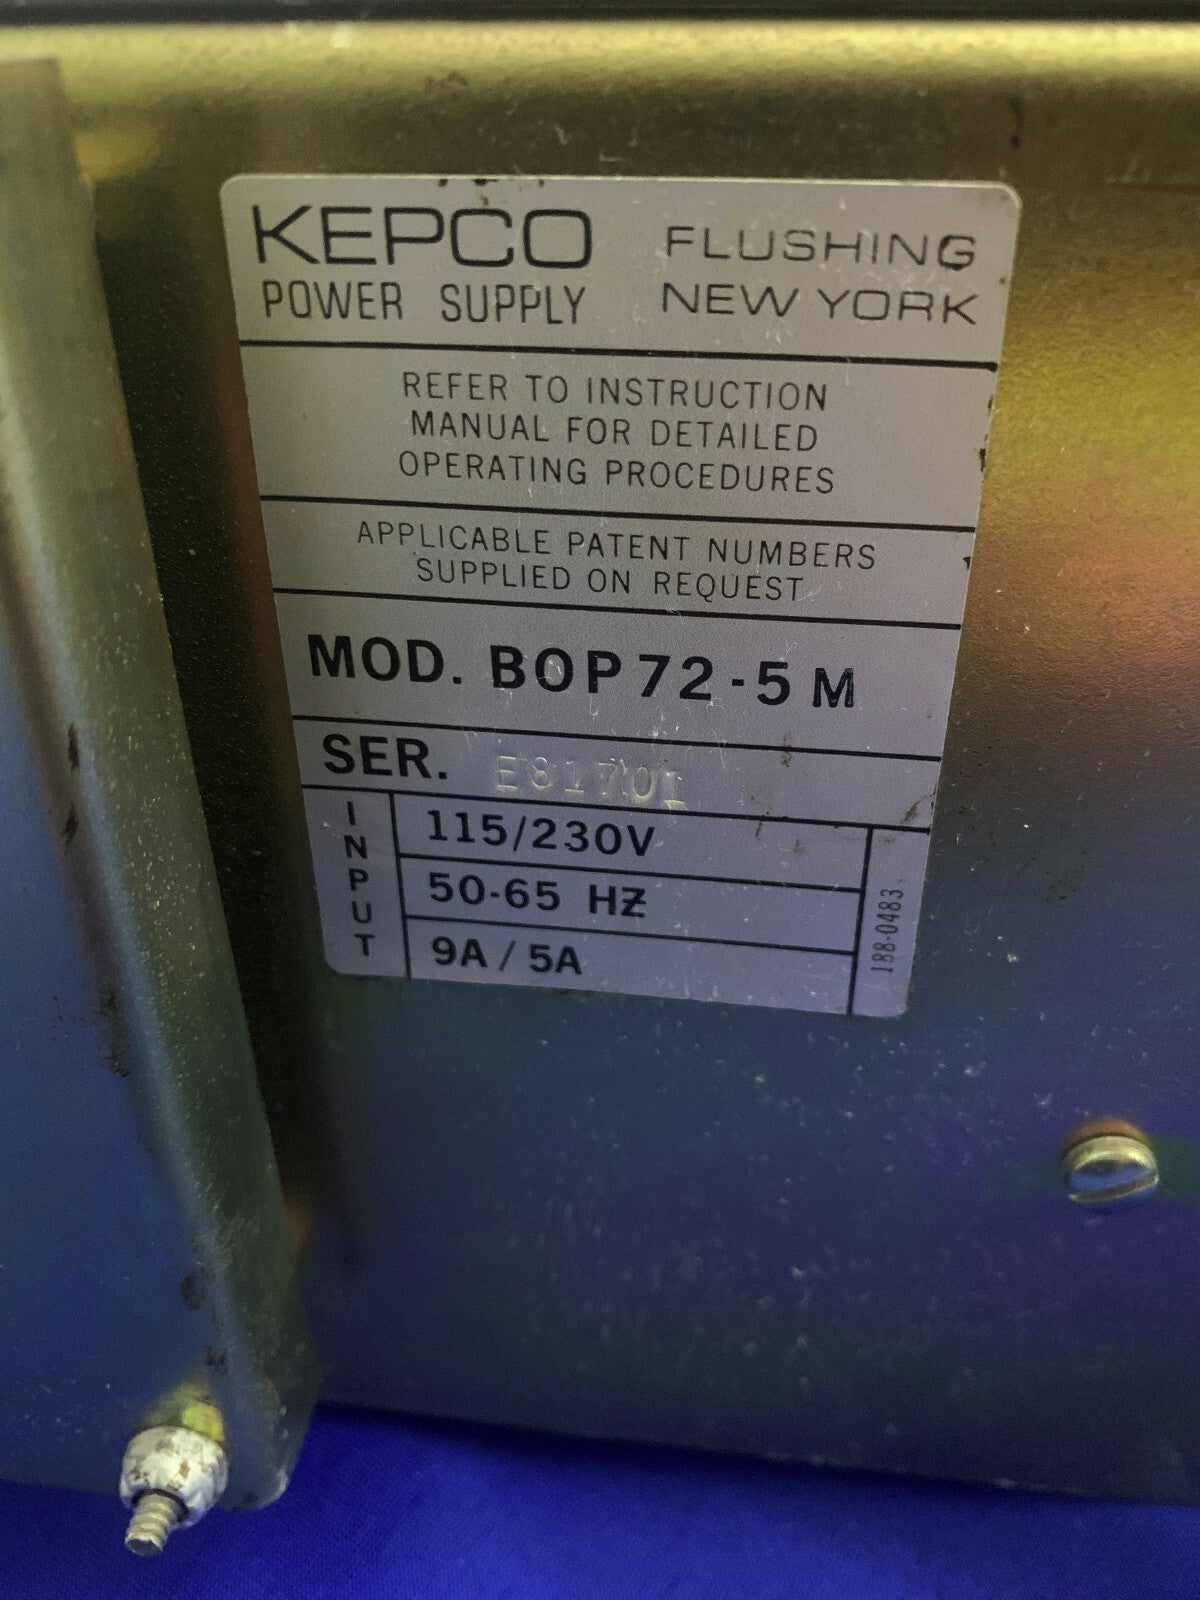 KEPCO
POWER SUPPLY
FLUSHING
NEW YORK
REFER TO INSTRUCTION
MANUAL FOR DETAILED
OPERATING PROCEDURES
APPLICABLE PATENT NUMBERS
SUPPLIED ON REQUEST
MOD. BOP 72-5 M
SER. E81701
INPUT
115/230V
50-65 HZ
9A / 5A
188-0483